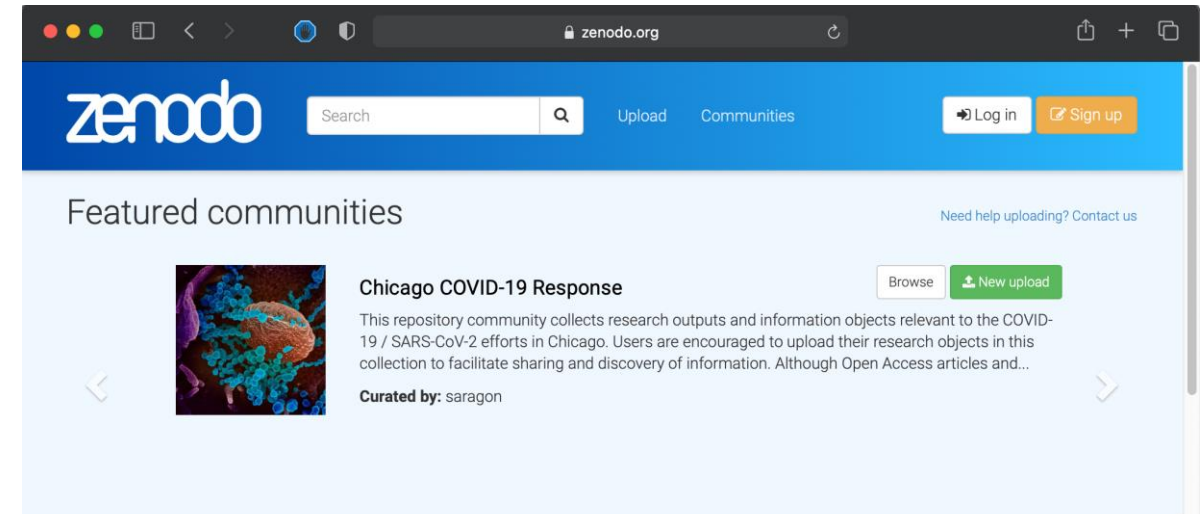 zenodo.org
zenodo
Search
Upload
Communities
Log in
Sign up
Featured communities
Need help uploading? Contact us
Chicago COVID-19 Response
Browse
New upload
This repository community collects research outputs and information objects relevant to the COVID-
19 / SARS-CoV-2 efforts in Chicago. Users are encouraged to upload their research objects in this
collection to facilitate sharing and discovery of information. Although Open Access articles and...
Curated by: saragon